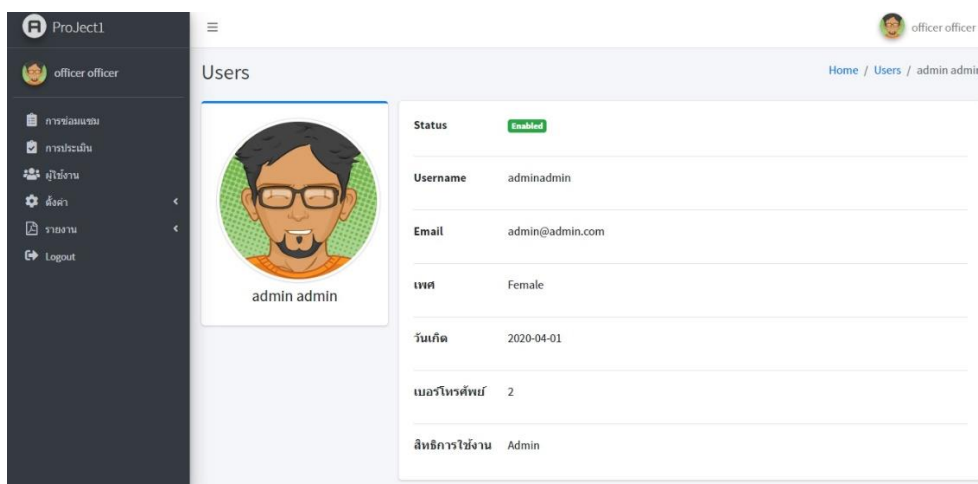 ProJect1
officer officer
officer officer
การซ่อมแซม
การประเมิน
ผู้ใช้งาน
ตั้งค่า
รายงาน
Logout
Users
Home / Users / admin admin
admin admin
Status Enabled
Username adminadmin
Email admin@admin.com
เพศ Female
วันเกิด 2020-04-01
เบอร์โทรศัพย์ 2
สิทธิการใช้งาน Admin